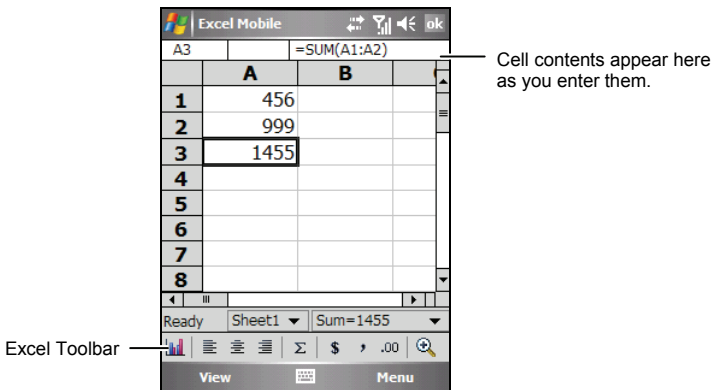 Excel Mobile ok
A3 =SUM(A1:A2)
Cell contents appear here
as you enter them.
A B
1 456
2 999
3 1455
4
5
6
7
8
Ready Sheet1 Sum=1455
Excel Toolbar
Σ $ , .00
View Menu